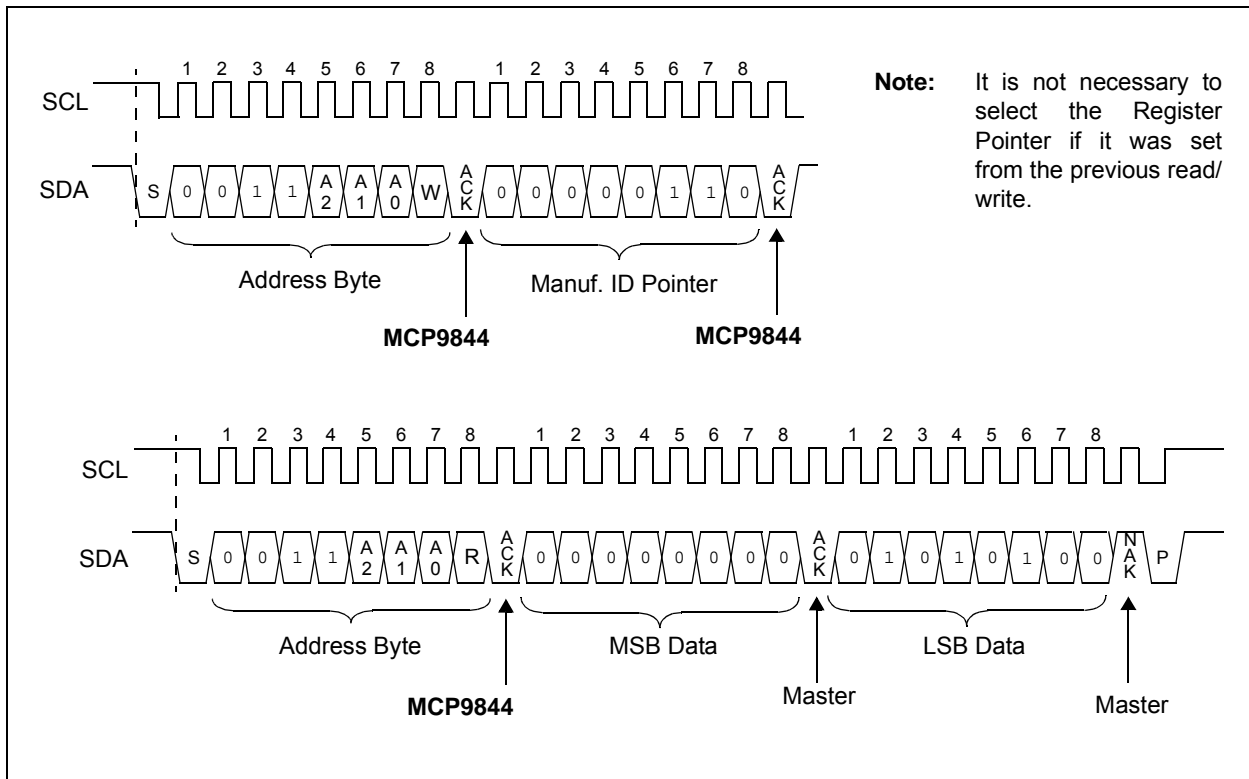 1 2 3 4 5 6 7 8 1 2 3 4 5 6 7 8
SCL
SDA
S 0 0 1 1 A2 A1 A0 W ACK 0 0 0 0 0 1 1 0 ACK
Address Byte Manuf. ID Pointer
MCP9844 MCP9844
Note: It is not necessary to
select the Register
Pointer if it was set
from the previous read/
write.
1 2 3 4 5 6 7 8 1 2 3 4 5 6 7 8 1 2 3 4 5 6 7 8
SCL
SDA
S 0 0 1 1 A2 A1 A0 R ACK 0 0 0 0 0 0 0 0 ACK 0 1 0 1 0 1 0 0 NAK P
Address Byte MSB Data LSB Data
MCP9844 Master Master